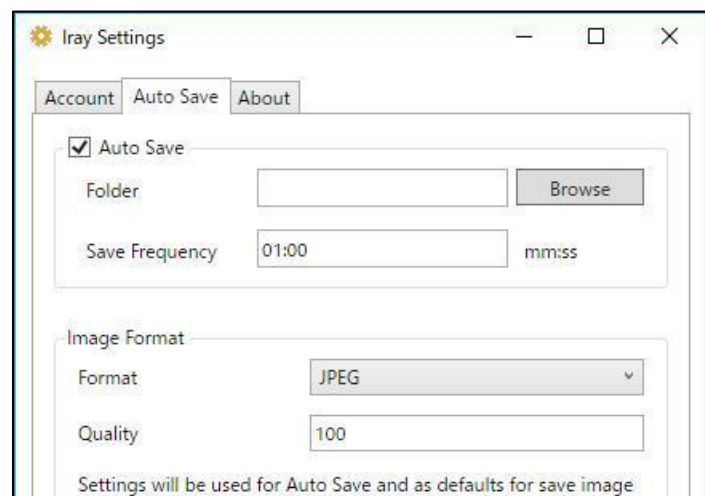 Iray Settings
Account Auto Save About
Auto Save
Folder Browse
Save Frequency 01:00 mm:ss
Image Format
Format JPEG
Quality 100
Settings will be used for Auto Save and as defaults for save image